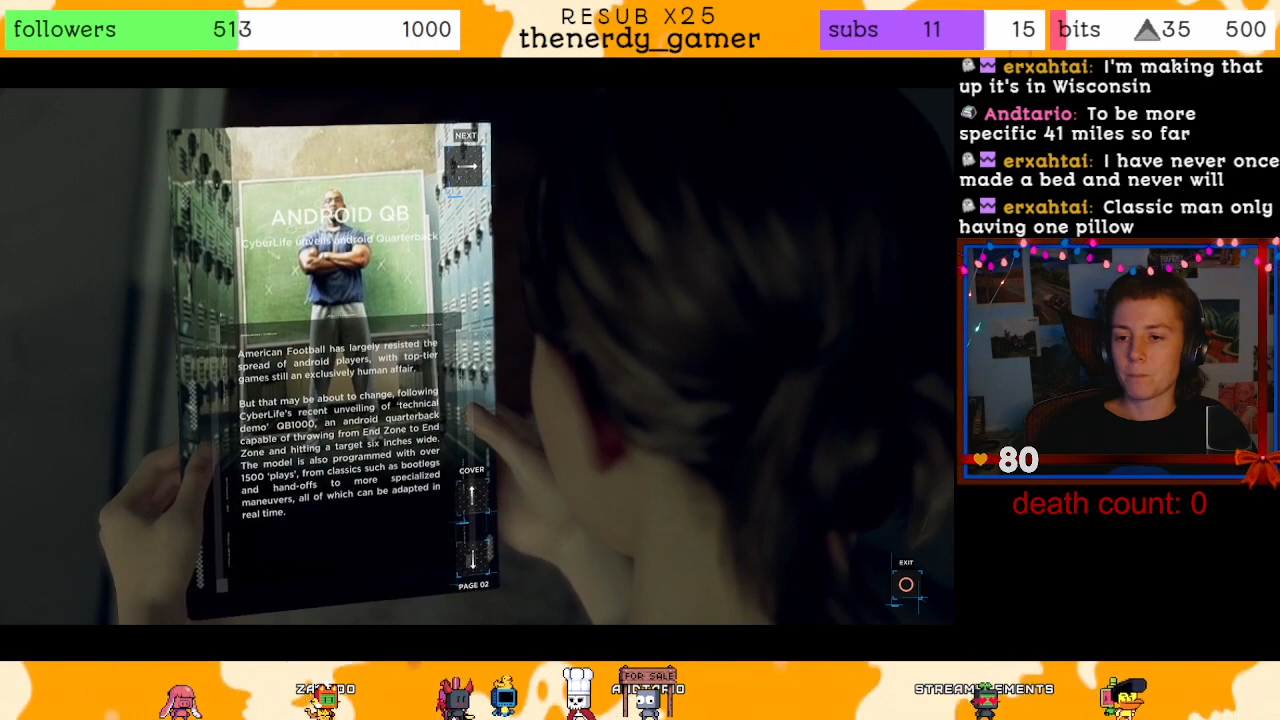 followers 513 1000
RESUB X25
thenerdy_gamer
subs 11 15
bits 35 500
erxahtai: I'm making that
up it's in Wisconsin
Andtario: To be more
specific 41 miles so far
erxahtai: I have never once
made a bed and never will
erxahtai: Classic man only
having one pillow
NEXT
ANDROID QB
CyberLife unveils android Quarterback
American Football has largely resisted the
spread of android players, with top-tier
games still an exclusively human affair.
But that may be about to change, following
CyberLife's recent unveiling of 'technical
demo' QB1000, an android quarterback
capable of throwing from End Zone to End
Zone and hitting a target six inches wide.
The model is also programmed with over
1500 'plays', from classics such as bootlegs
and hand-offs to more specialized
maneuvers, all of which can be adapted in
real time.
COVER
PAGE 02
EXIT
80
death count: 0
FOR SALE